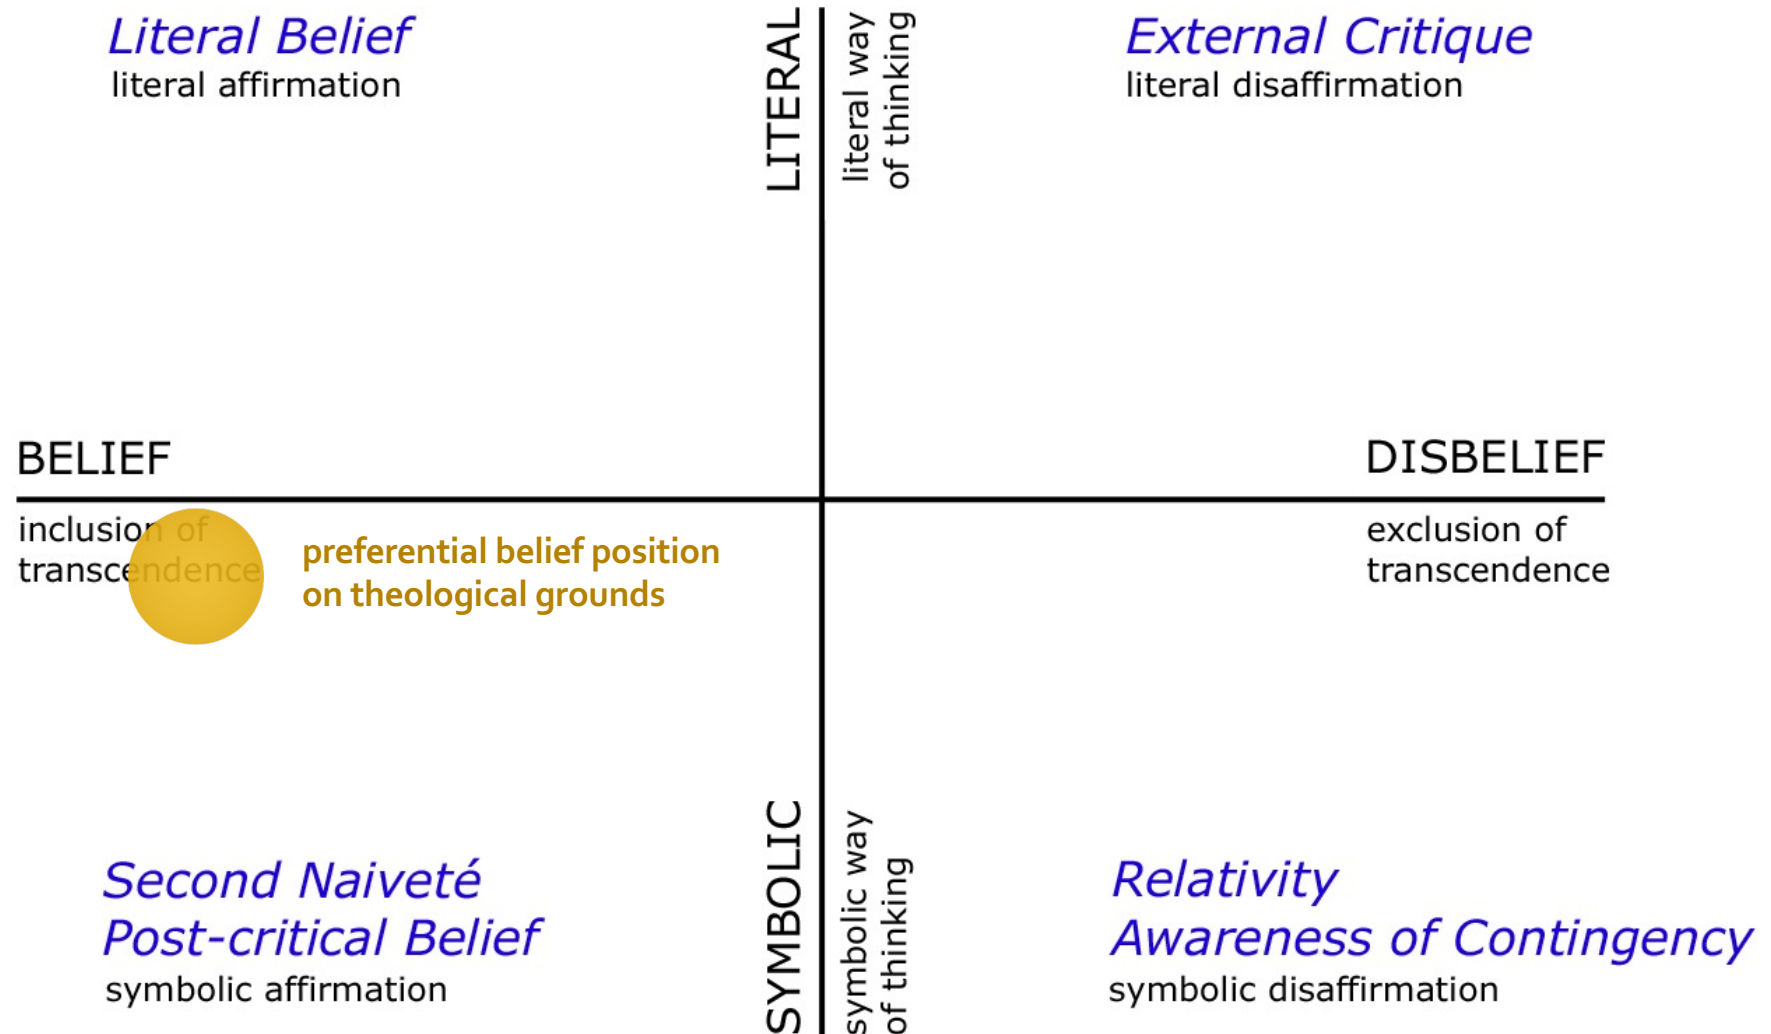 Literal Belief
literal affirmation
LITERAL
literal way
of thinking
External Critique
literal disaffirmation
BELIEF
inclusion of
transcendence
preferential belief position
on theological grounds
DISBELIEF
exclusion of
transcendence
Second Naiveté
Post-critical Belief
symbolic affirmation
SYMBOLIC
symbolic way
of thinking
Relativity
Awareness of Contingency
symbolic disaffirmation